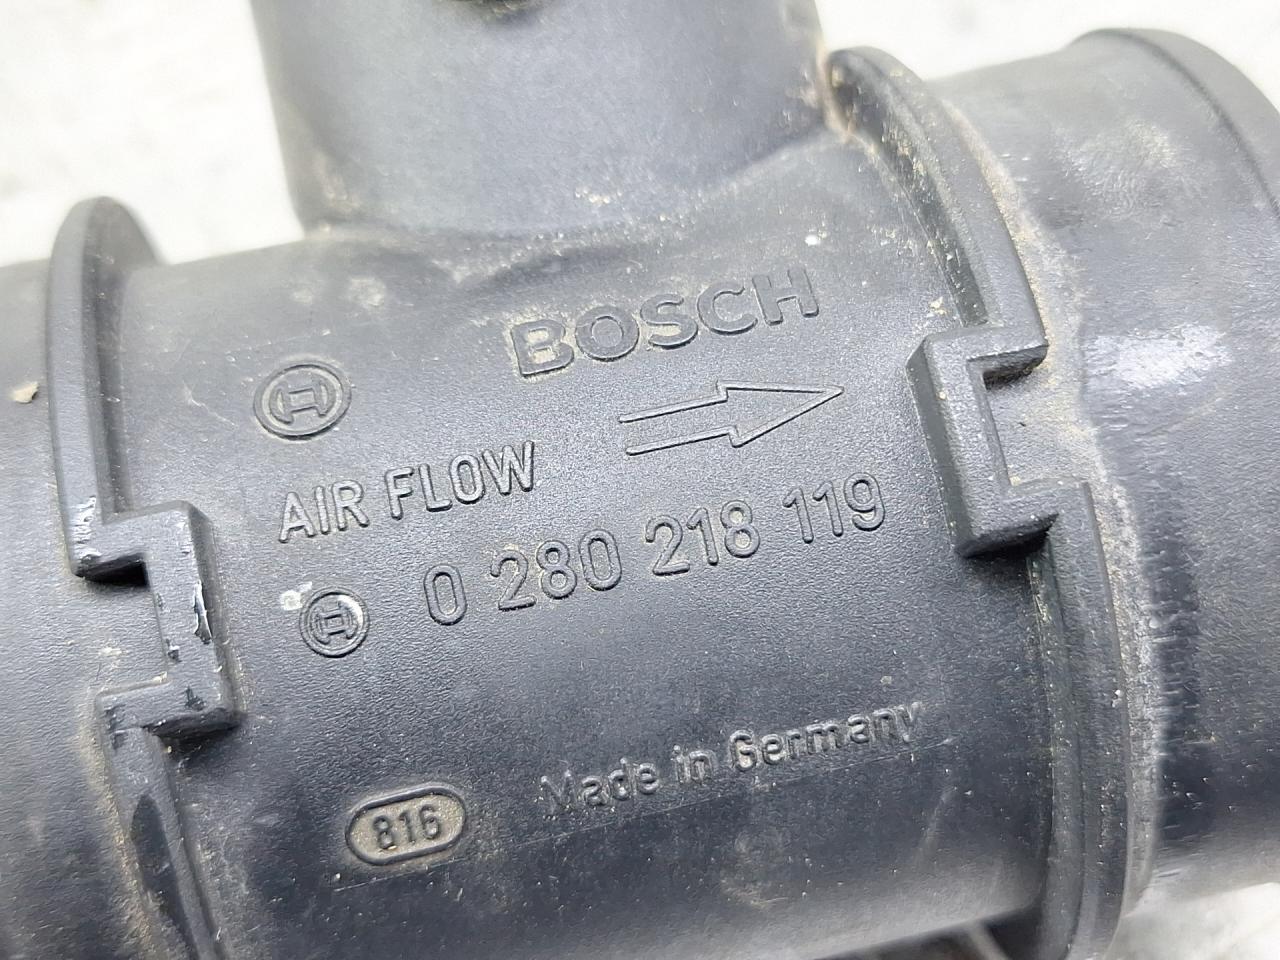 BOSCH
AIR FLOW
0 280 218 119
Made in Germany
816